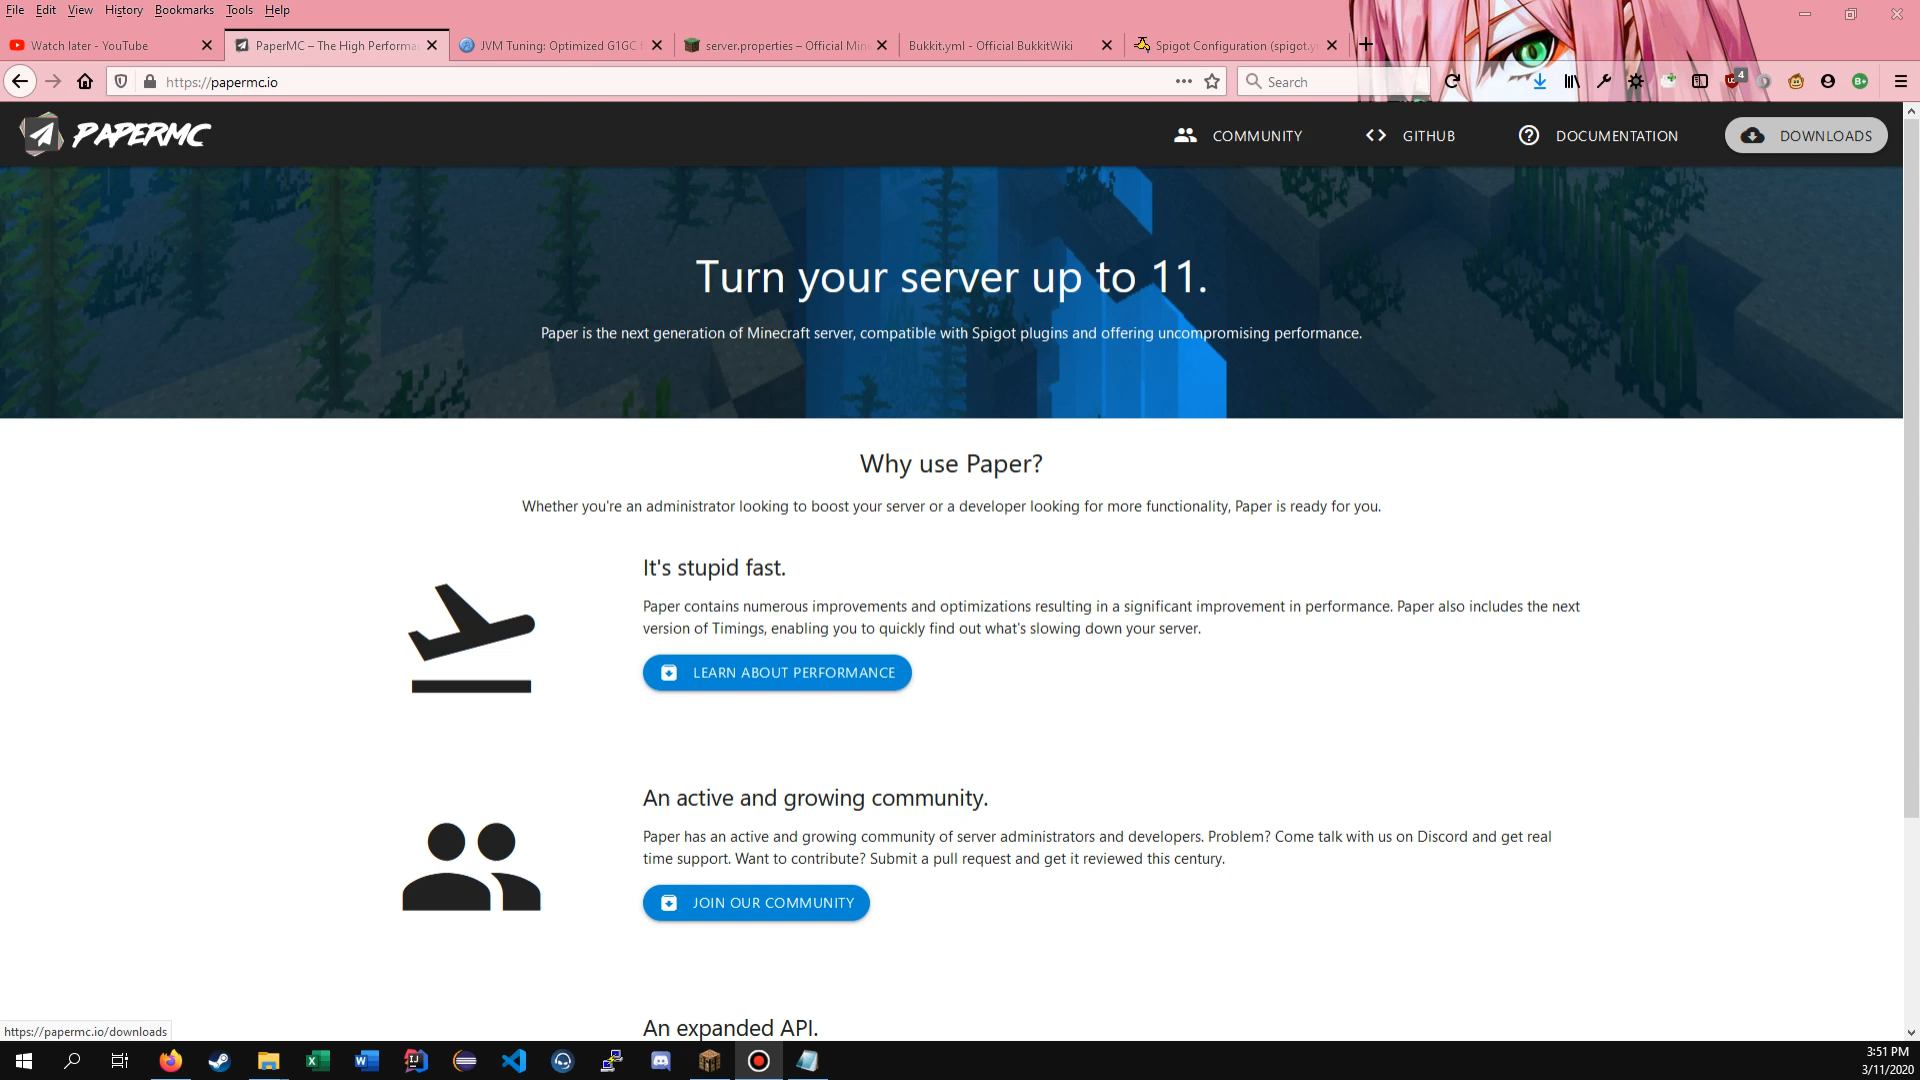 File Edit View History Bookmarks Tools Help
Watch later - YouTube
PaperMC – The High Performa
JVM Tuning: Optimized G1GC
server.properties – Official Min
Bukkit.yml - Official BukkitWiki
Spigot Configuration (spigot.y
https://papermc.io
Search
4
PAPERMC
COMMUNITY
GITHUB
DOCUMENTATION
DOWNLOADS
Turn your server up to 11.
Paper is the next generation of Minecraft server, compatible with Spigot plugins and offering uncompromising performance.
Why use Paper?
Whether you're an administrator looking to boost your server or a developer looking for more functionality, Paper is ready for you.
It's stupid fast.
Paper contains numerous improvements and optimizations resulting in a significant improvement in performance. Paper also includes the next
version of Timings, enabling you to quickly find out what's slowing down your server.
LEARN ABOUT PERFORMANCE
An active and growing community.
Paper has an active and growing community of server administrators and developers. Problem? Come talk with us on Discord and get real
time support. Want to contribute? Submit a pull request and get it reviewed this century.
JOIN OUR COMMUNITY
An expanded API.
https://papermc.io/downloads
3:51 PM
3/11/2020